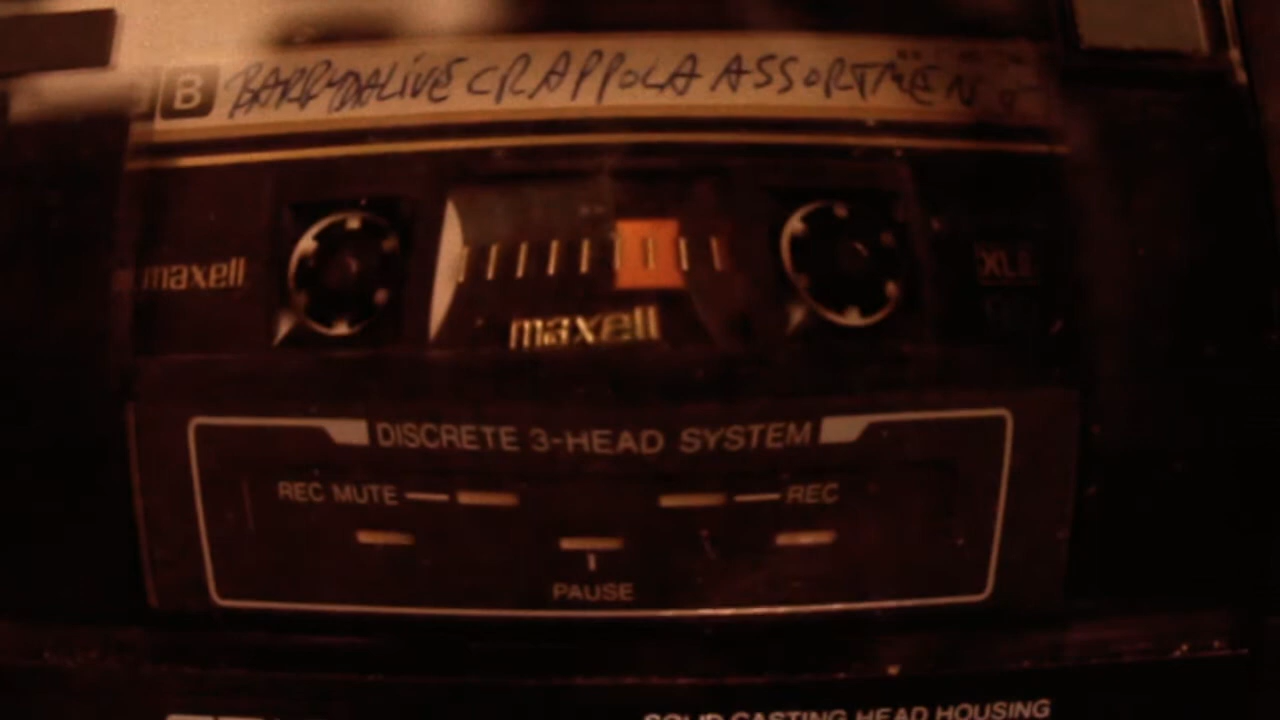 B BARRYDALIVE CRAPPOLA ASSORTMENT
maxell
XLII
maxell
DISCRETE 3-HEAD SYSTEM
REC MUTE
REC
PAUSE
SOLID CASTING HEAD HOUSING